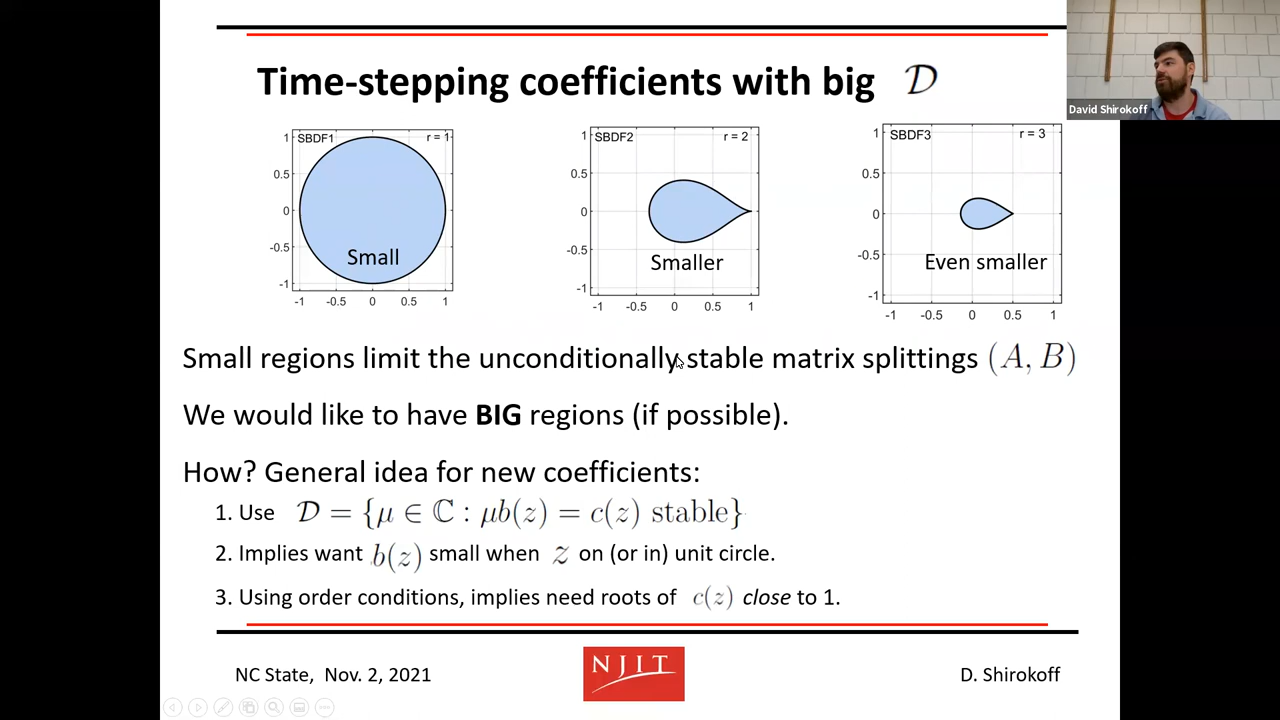 Time-stepping coefficients with big 𝒟
David Shirokoff
SBDF1 r = 1
1
0.5
0
-0.5
-1
-1 -0.5 0 0.5 1
Small
SBDF2 r = 2
1
0.5
0
-0.5
-1
-1 -0.5 0 0.5 1
Smaller
SBDF3 r = 3
1
0.5
0
-0.5
-1
-1 -0.5 0 0.5 1
Even smaller
Small regions limit the unconditionally stable matrix splittings (A, B)
We would like to have BIG regions (if possible).
How? General idea for new coefficients:
1. Use 𝒟 = {μ ∈ ℂ : μb(z) = c(z) stable}
2. Implies want b(z) small when z on (or in) unit circle.
3. Using order conditions, implies need roots of c(z) close to 1.
NC State, Nov. 2, 2021
NJIT
D. Shirokoff